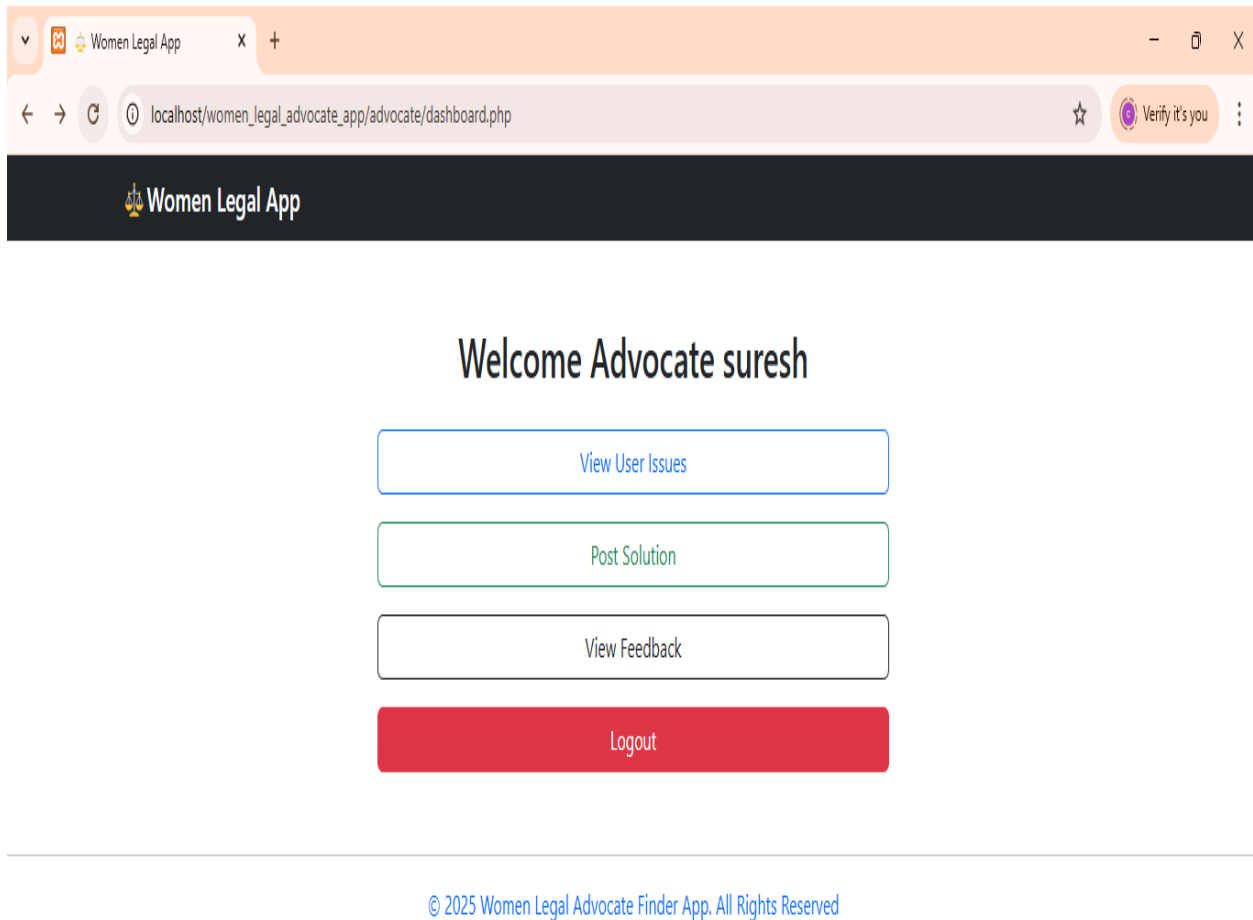 Women Legal App
localhost/women_legal_advocate_app/advocate/dashboard.php
Verify it's you
Women Legal App
Welcome Advocate suresh
View User Issues
Post Solution
View Feedback
Logout
© 2025 Women Legal Advocate Finder App. All Rights Reserved